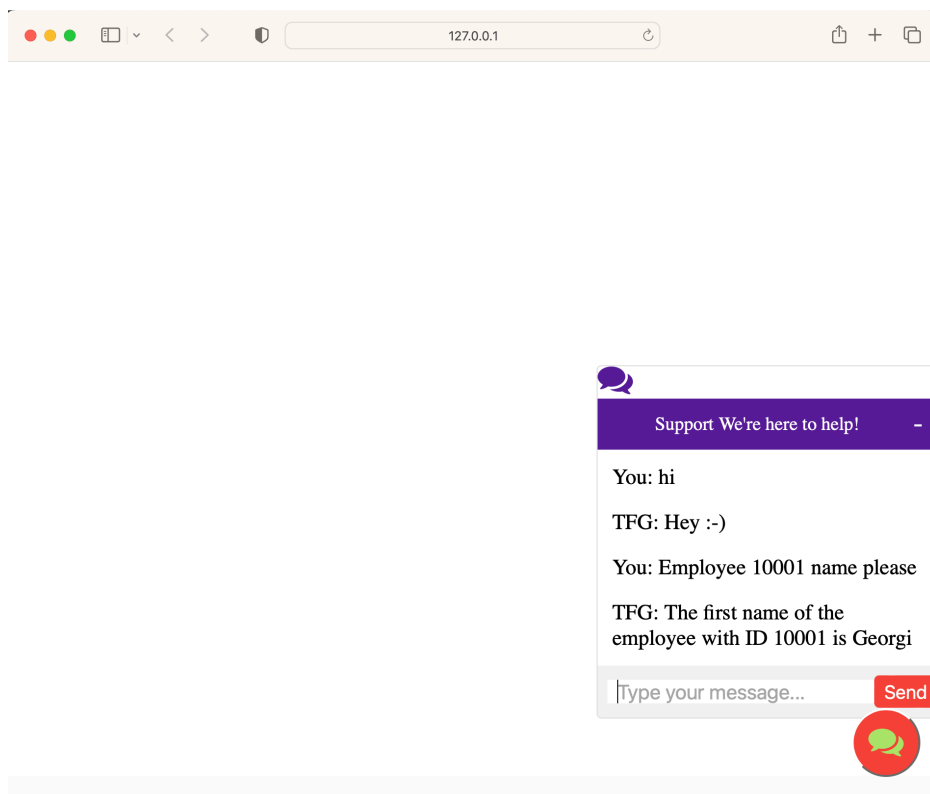 127.0.0.1
Support We're here to help!
-
You: hi
TFG: Hey :-)
You: Employee 10001 name please
TFG: The first name of the
employee with ID 10001 is Georgi
Type your message...
Send